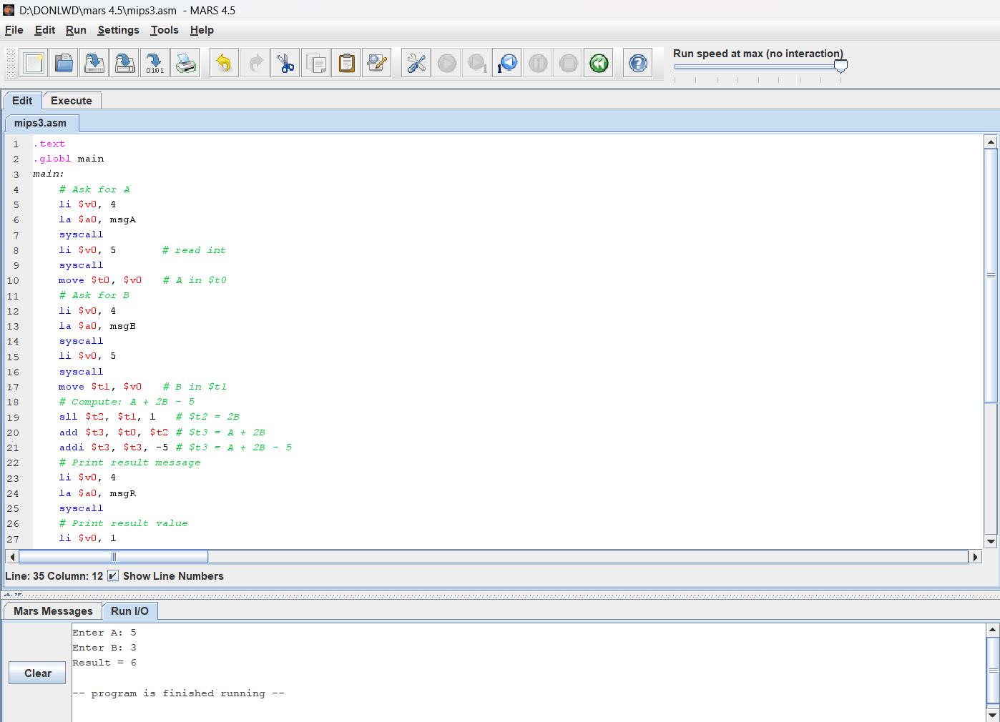 D:\DONLWD\mars 4.5\mips3.asm - MARS 4.5
File Edit Run Settings Tools Help
0101
1
1
Run speed at max (no interaction)
Edit Execute
mips3.asm
1 .text
2 .globl main
3 main:
4 # Ask for A
5 li $v0, 4
6 la $a0, msgA
7 syscall
8 li $v0, 5 # read int
9 syscall
10 move $t0, $v0 # A in $t0
11 # Ask for B
12 li $v0, 4
13 la $a0, msgB
14 syscall
15 li $v0, 5
16 syscall
17 move $t1, $v0 # B in $t1
18 # Compute: A + 2B - 5
19 sll $t2, $t1, 1 # $t2 = 2B
20 add $t3, $t0, $t2 # $t3 = A + 2B
21 addi $t3, $t3, -5 # $t3 = A + 2B - 5
22 # Print result message
23 li $v0, 4
24 la $a0, msgR
25 syscall
26 # Print result value
27 li $v0, 1
Line: 35 Column: 12 Show Line Numbers
Mars Messages Run I/O
Clear
Enter A: 5
Enter B: 3
Result = 6
-- program is finished running --